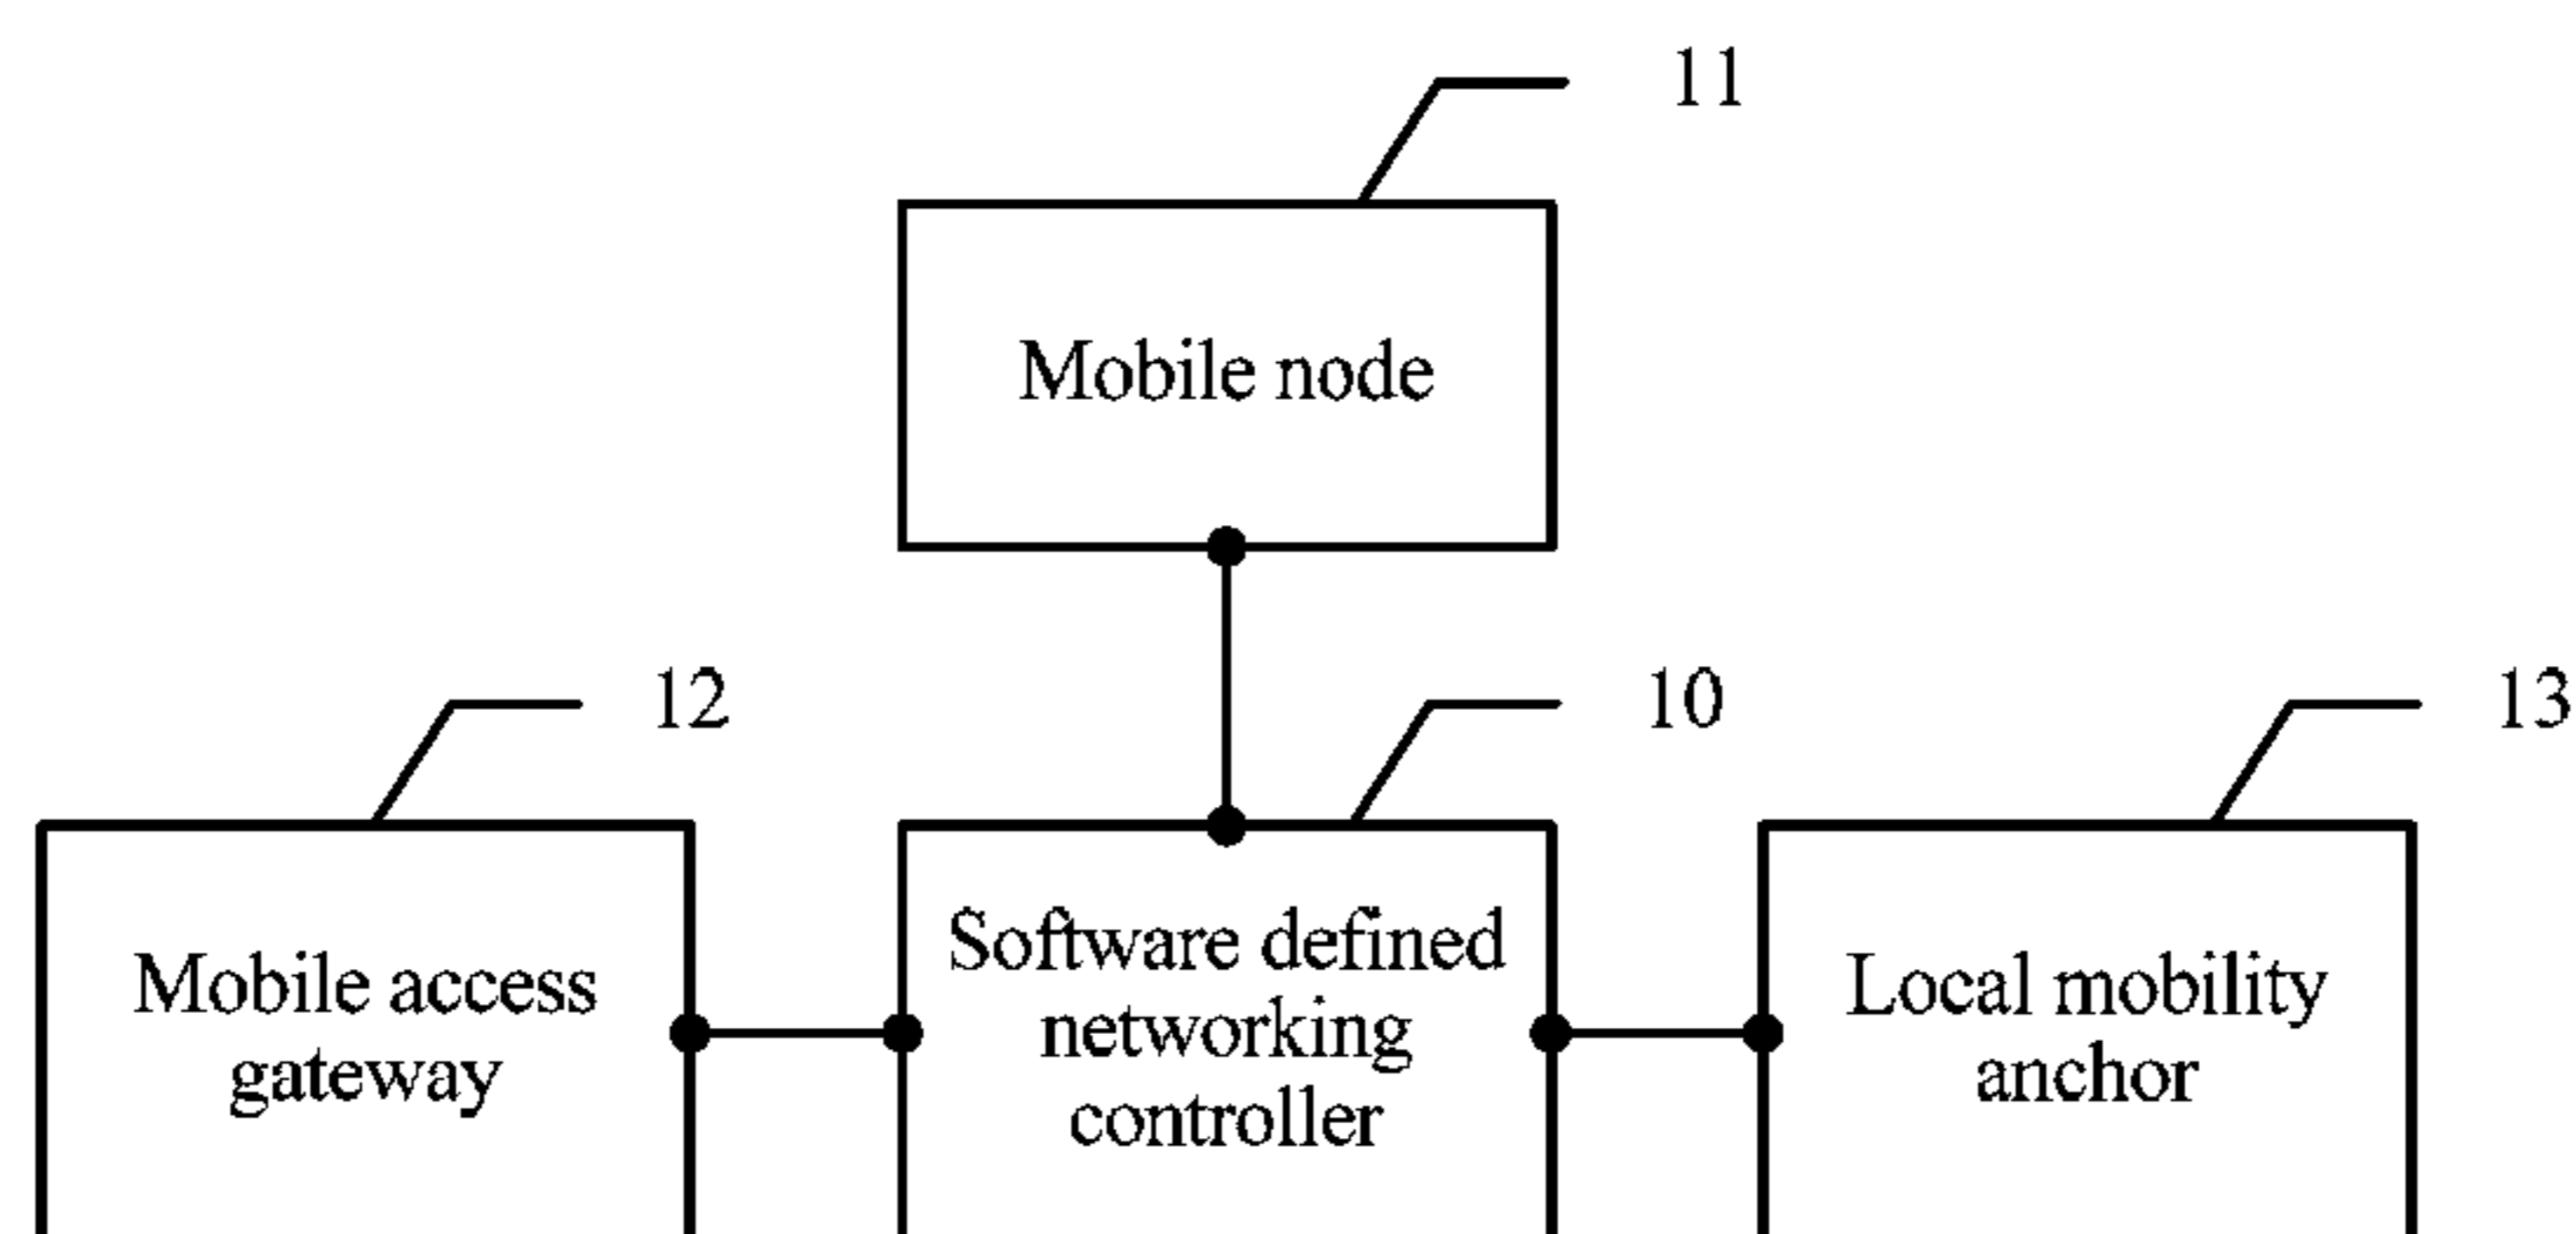 11
Mobile node
12
10
13
Mobile access
gateway
Software defined
networking
controller
Local mobility
anchor